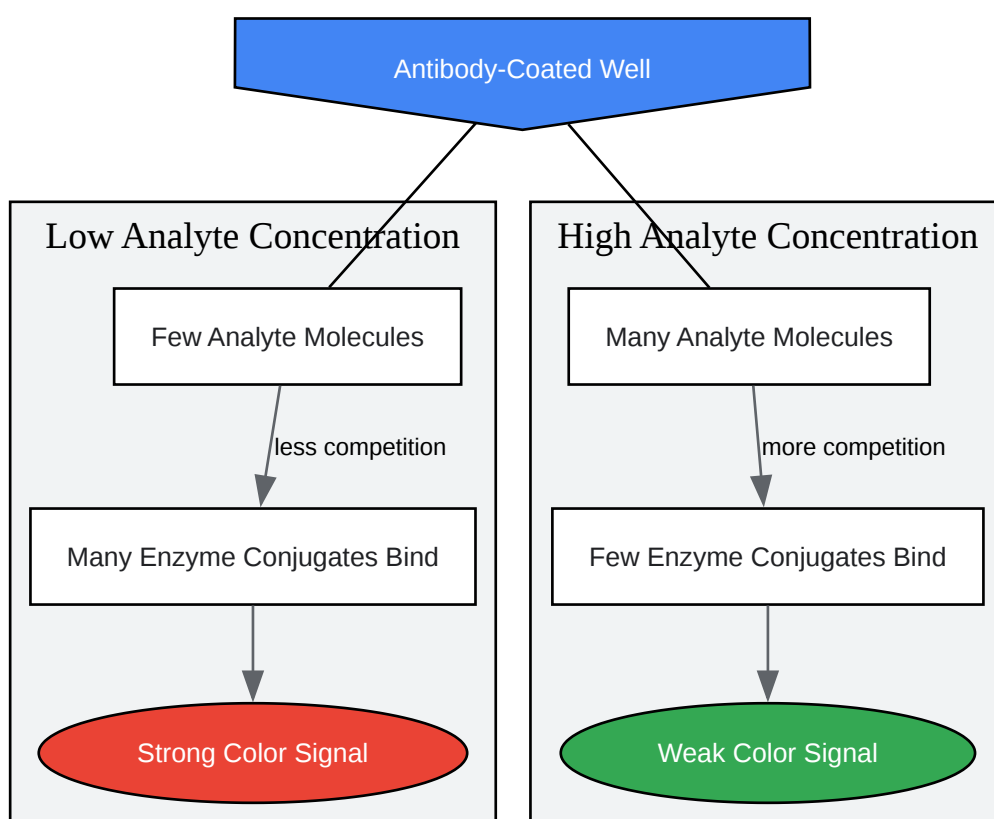 Antibody-Coated Well
Low Analyte Concentration
Few Analyte Molecules
less competition
Many Enzyme Conjugates Bind
Strong Color Signal
High Analyte Concentration
Many Analyte Molecules
more competition
Few Enzyme Conjugates Bind
Weak Color Signal